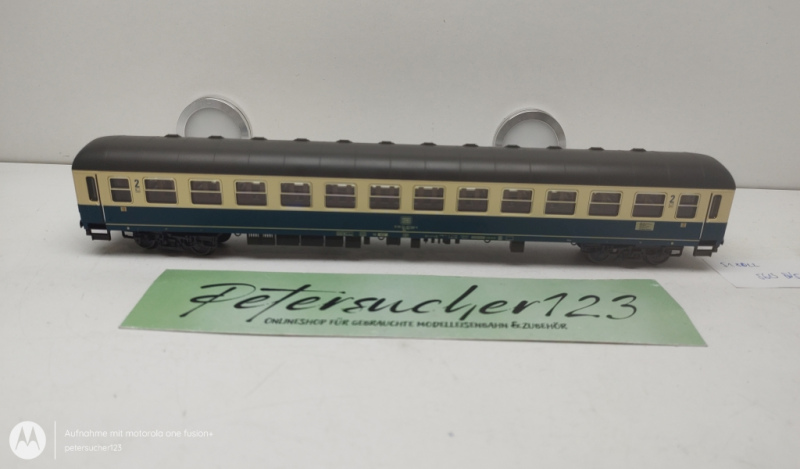 2
2
Petersucher123
ONLINESHOP FÜR GEBRAUCHTE MODELLEISENBAHN & ZUBEHÖR
Aufnahme mit motorola one fusion+
petersucher123